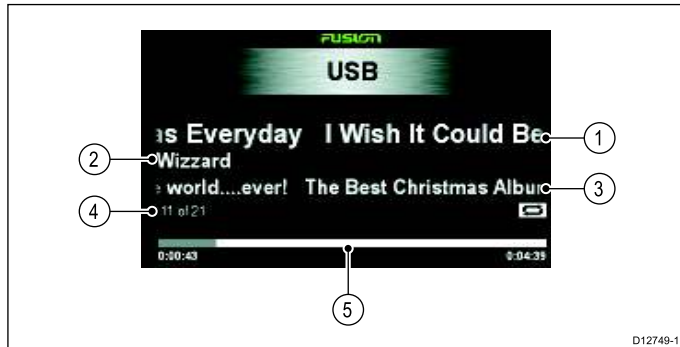 FUSION
USB
as Everyday I Wish It Could Be
1
2
Wizzard
e world....ever! The Best Christmas Album
3
4
11 of 21
0:00:43
0:04:39
5
D12749-1